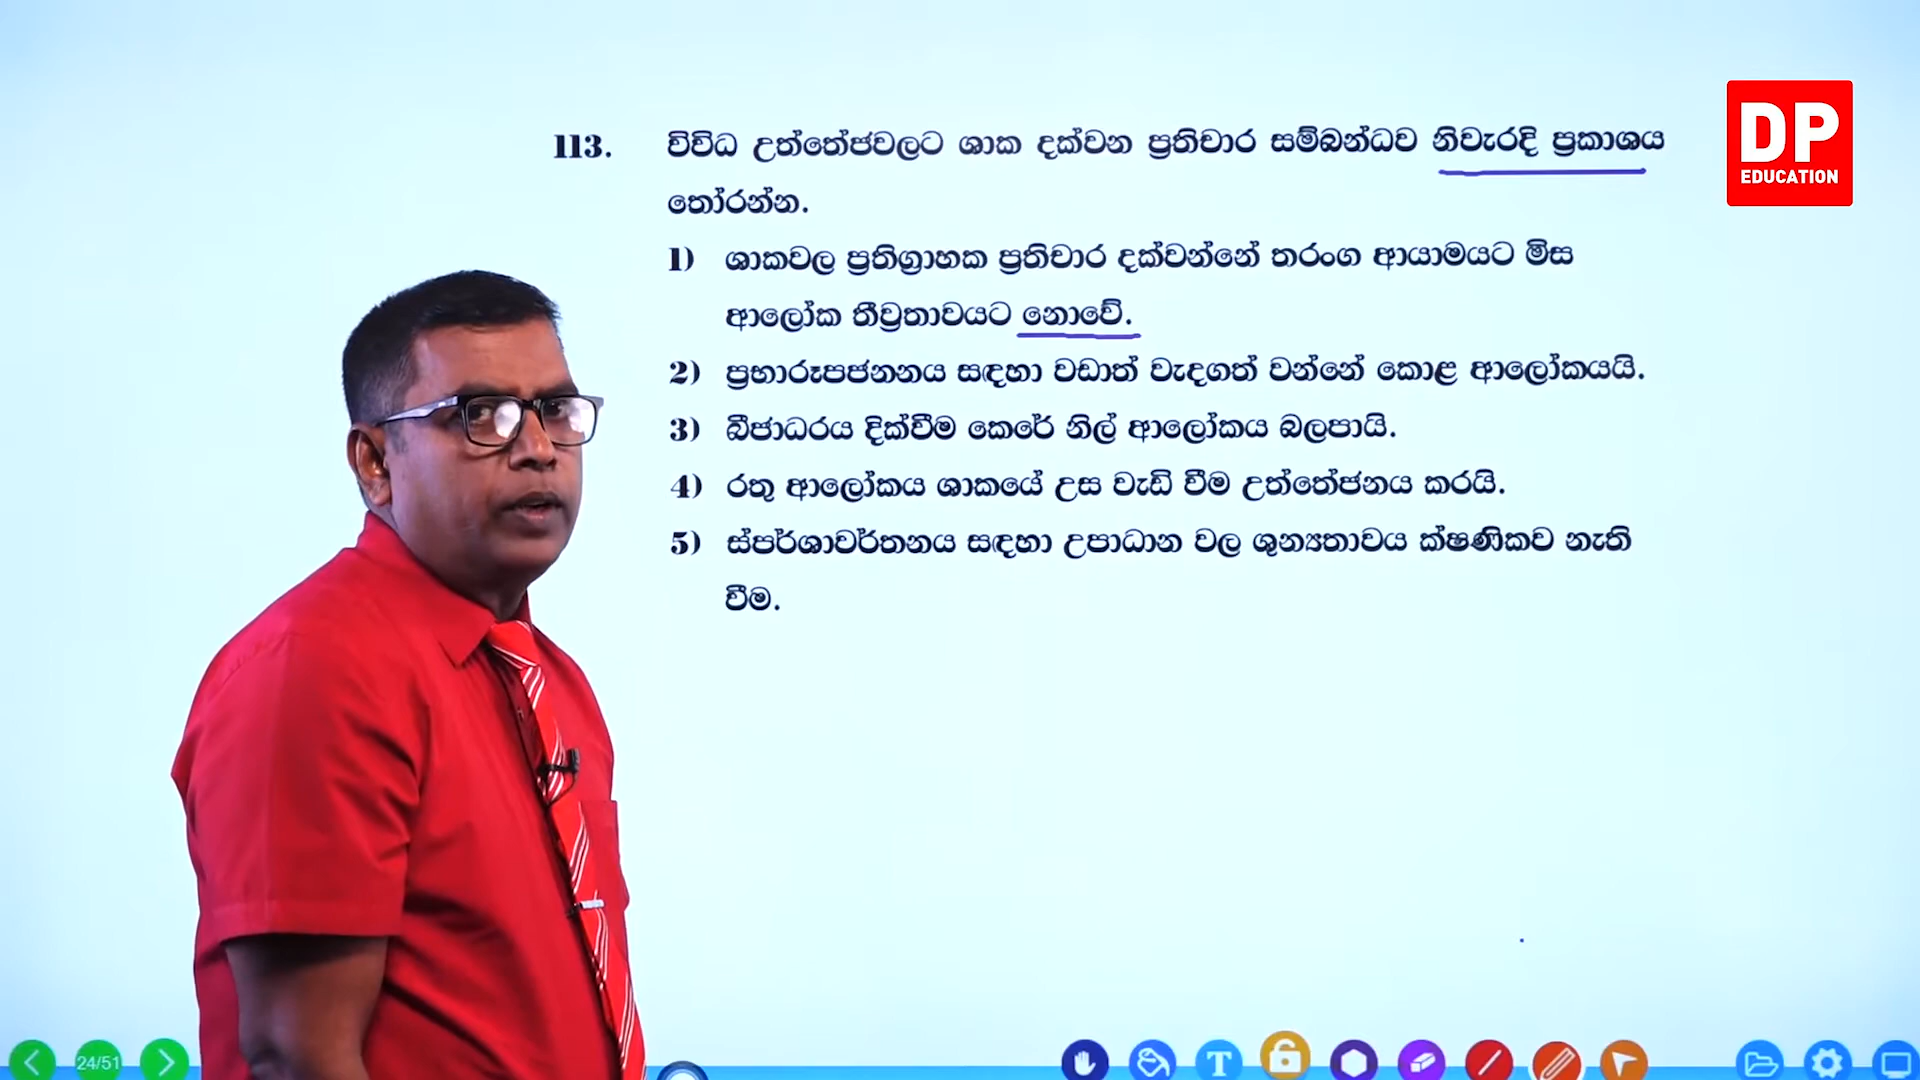 DP
EDUCATION
113. විවිධ උත්තේජවලට ශාක දක්වන ප්‍රතිචාර සම්බන්ධව නිවැරදි ප්‍රකාශය
තෝරන්න.
1) ශාකවල ප්‍රතිග්‍රාහක ප්‍රතිචාර දක්වන්නේ තරංග ආයාමයට මිස
ආලෝක තීව්‍රතාවයට නොවේ.
2) ප්‍රභාරූපජනනය සඳහා වඩාත් වැදගත් වන්නේ කොළ ආලෝකයයි.
3) බීජාධරය දික්වීම කෙරේ නිල් ආලෝකය බලපායි.
4) රතු ආලෝකය ශාකයේ උස වැඩි වීම උත්තේජනය කරයි.
5) ස්පර්ශාවර්තනය සඳහා උපාධාන වල ශුන්‍යතාවය ක්ෂණිකව නැති
වීම.
24/51
T